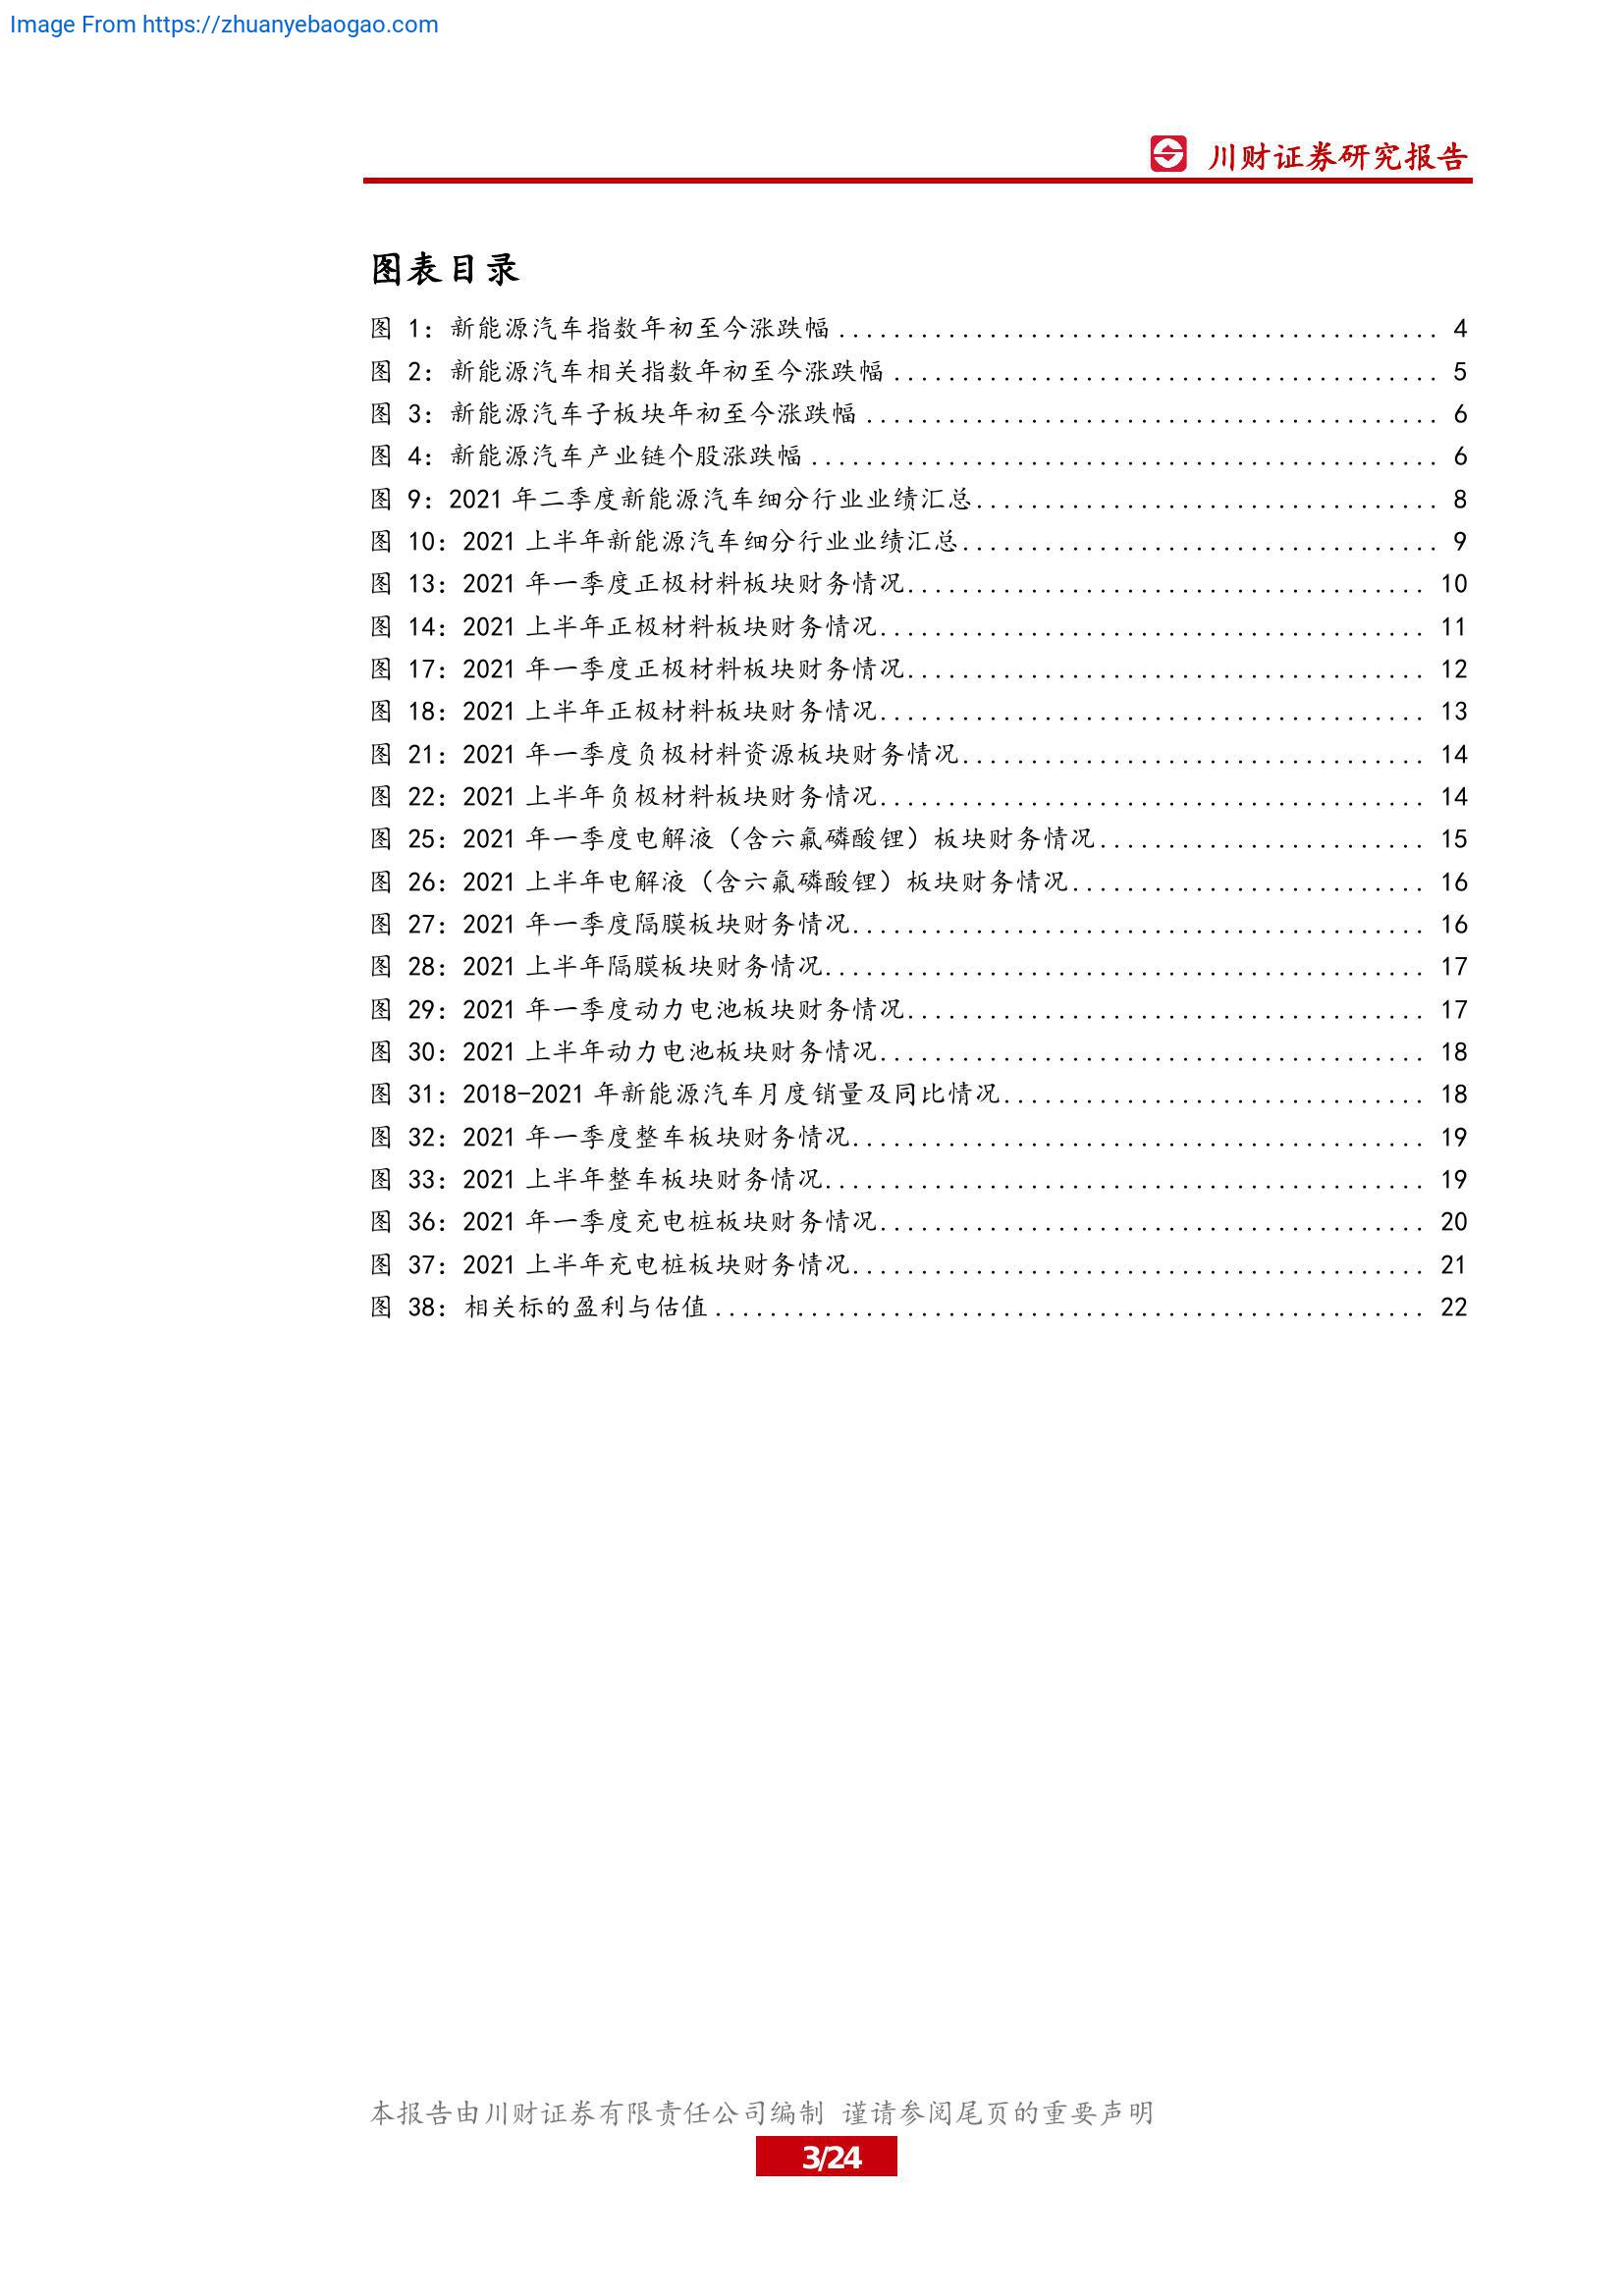 Image From https://zhuanyebaogao.com
川财证券研究报告
图表目录
图 1：新能源汽车指数年初至今涨跌幅 ............................................ 4
图 2：新能源汽车相关指数年初至今涨跌幅 ........................................ 5
图 3：新能源汽车子板块年初至今涨跌幅 .......................................... 6
图 4：新能源汽车产业链个股涨跌幅 .............................................. 6
图 9：2021 年二季度新能源汽车细分行业业绩汇总.................................. 8
图 10：2021 上半年新能源汽车细分行业业绩汇总................................... 9
图 13：2021 年一季度正极材料板块财务情况...................................... 10
图 14：2021 上半年正极材料板块财务情况........................................ 11
图 17：2021 年一季度正极材料板块财务情况...................................... 12
图 18：2021 上半年正极材料板块财务情况........................................ 13
图 21：2021 年一季度负极材料资源板块财务情况.................................. 14
图 22：2021 上半年负极材料板块财务情况........................................ 14
图 25：2021 年一季度电解液（含六氟磷酸锂）板块财务情况........................ 15
图 26：2021 上半年电解液（含六氟磷酸锂）板块财务情况.......................... 16
图 27：2021 年一季度隔膜板块财务情况.......................................... 16
图 28：2021 上半年隔膜板块财务情况............................................ 17
图 29：2021 年一季度动力电池板块财务情况...................................... 17
图 30：2021 上半年动力电池板块财务情况........................................ 18
图 31：2018-2021 年新能源汽车月度销量及同比情况............................... 18
图 32：2021 年一季度整车板块财务情况.......................................... 19
图 33：2021 上半年整车板块财务情况............................................ 19
图 36：2021 年一季度充电桩板块财务情况........................................ 20
图 37：2021 上半年充电桩板块财务情况.......................................... 21
图 38：相关标的盈利与估值 .................................................... 22
本报告由川财证券有限责任公司编制 谨请参阅尾页的重要声明
3/24